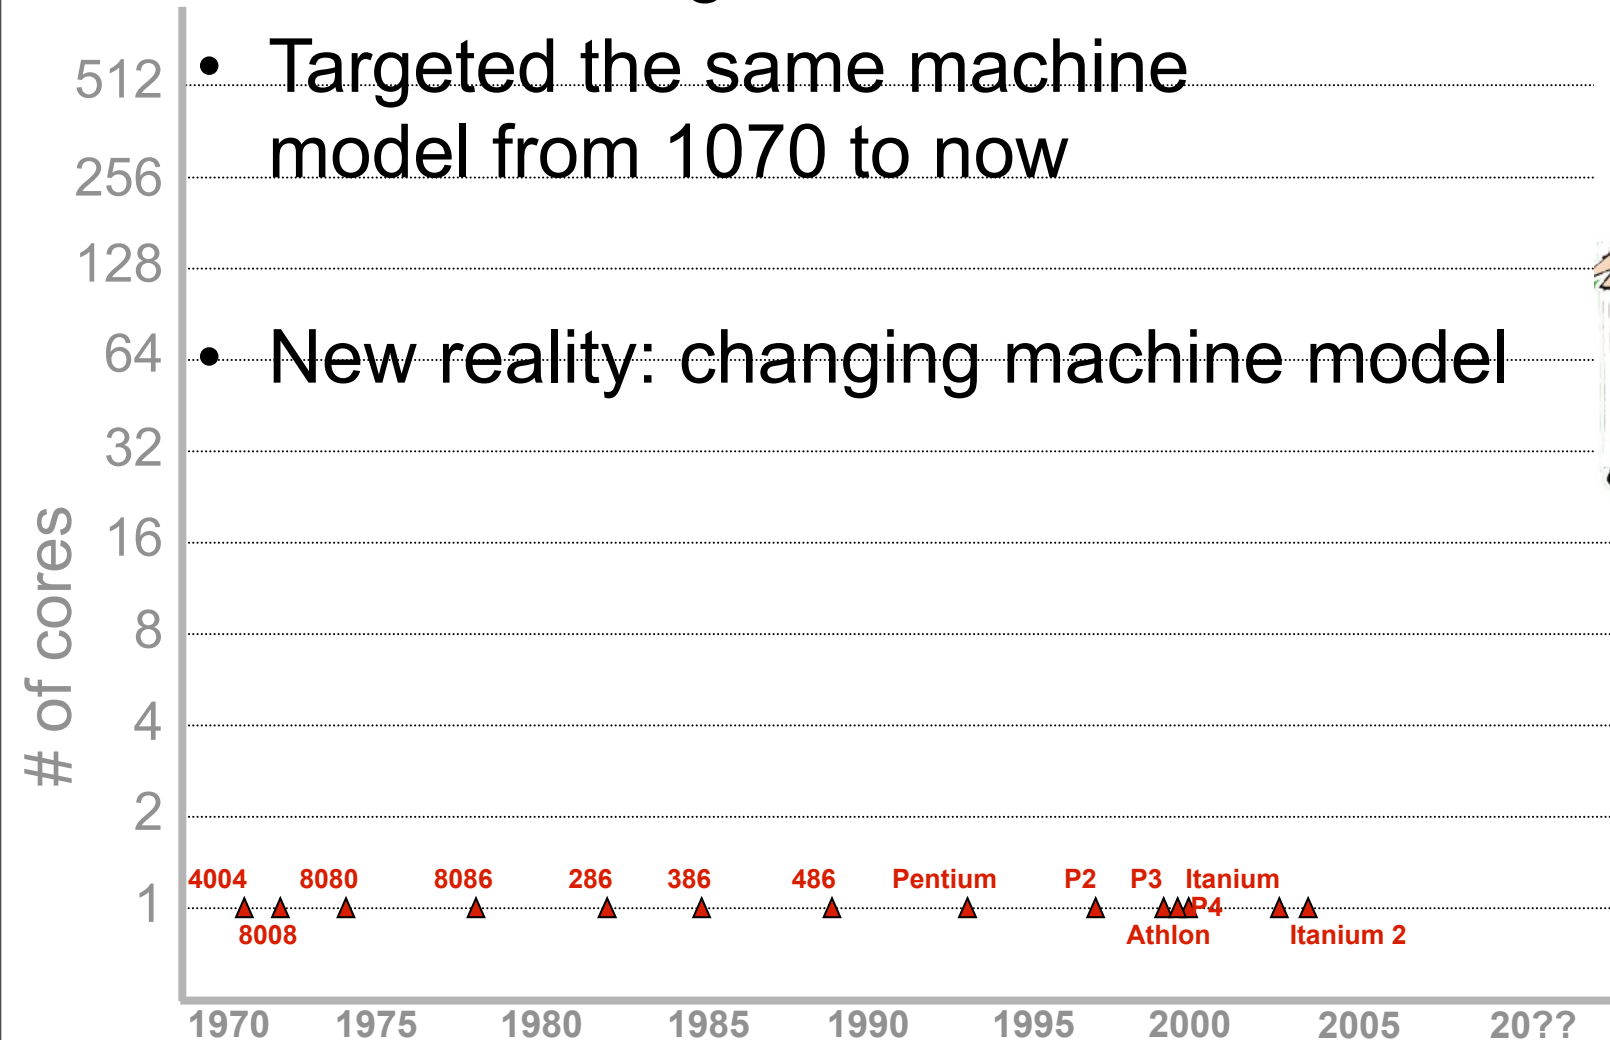 512
• Targeted the same machine
model from 1070 to now
256
128
64
• New reality: changing machine model
32
16
8
4
2
1
# of cores
4004 8080 8086 286 386 486 Pentium P2 P3 Itanium
P4
8008 Athlon Itanium 2
1970 1975 1980 1985 1990 1995 2000 2005 20??